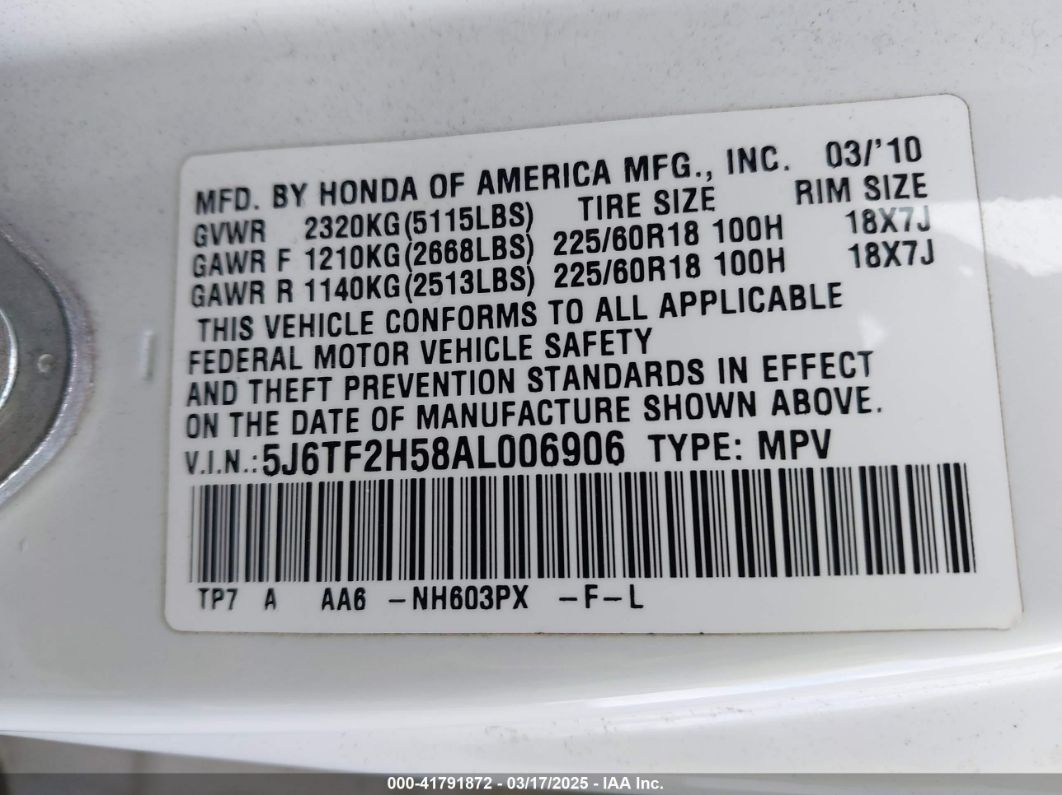 MFD. BY HONDA OF AMERICA MFG., INC. 03/'10
GVWR 2320KG(5115LBS) TIRE SIZE RIM SIZE
GAWR F 1210KG(2668LBS) 225/60R18 100H 18X7J
GAWR R 1140KG(2513LBS) 225/60R18 100H 18X7J
THIS VEHICLE CONFORMS TO ALL APPLICABLE
FEDERAL MOTOR VEHICLE SAFETY
AND THEFT PREVENTION STANDARDS IN EFFECT
ON THE DATE OF MANUFACTURE SHOWN ABOVE.
V.I.N.: 5J6TF2H58AL006906 TYPE: MPV
TP7 A AA6 -NH603PX -F-L
000-41791872 - 03/17/2025 - IAA Inc.